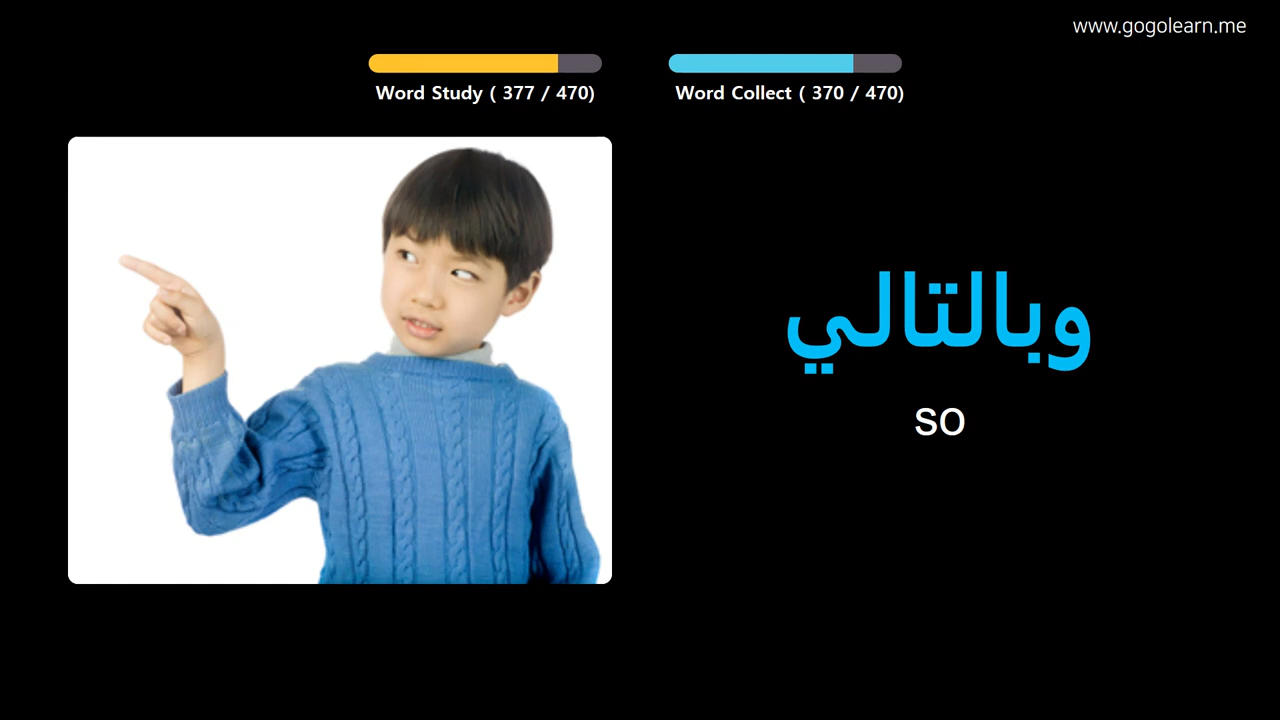 www.gogolearn.me
Word Study ( 377 / 470)
Word Collect ( 370 / 470)
وبالتالي
so